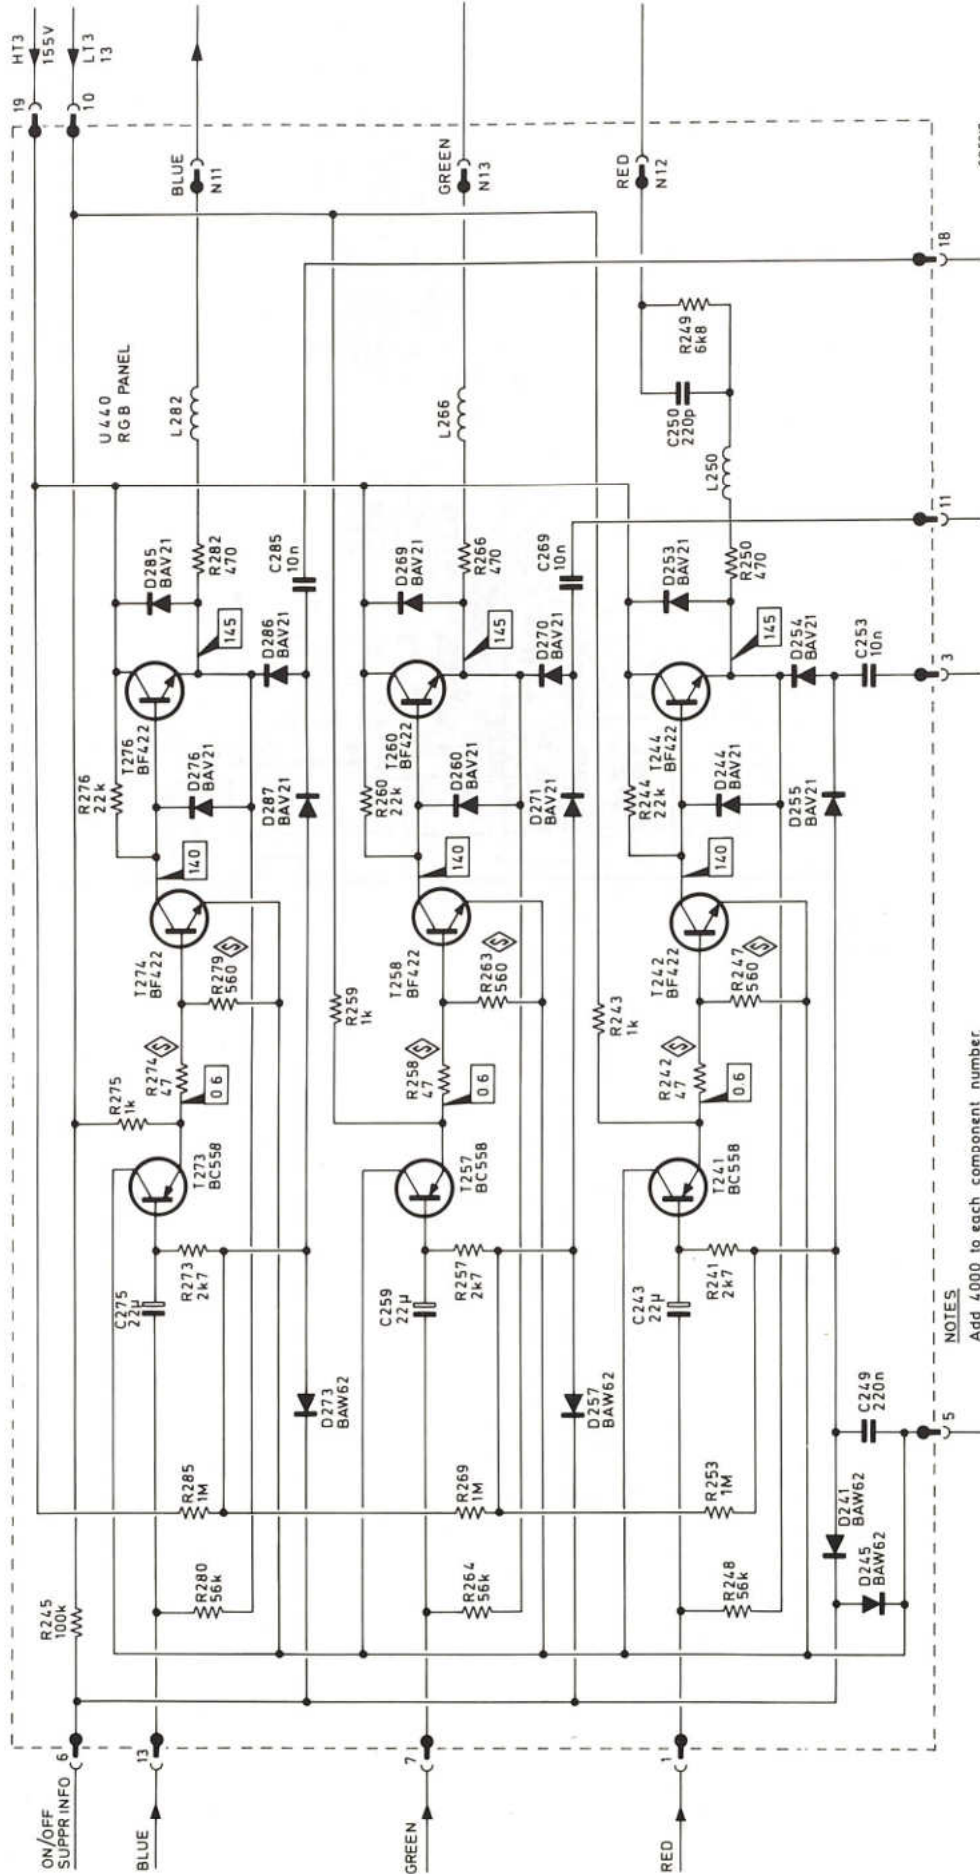 HT3
155V
19
LT3
13
10
U440
RGB PANEL
BLUE
N11
L282
R282
470
D285
BAV21
145
D286
BAV21
C285
10n
T276
BF422
R276
22k
D276
BAV21
D287
BAV21
140
T274
BF422
R279
560
S
R274
47
S
0.6
R275
1k
T273
BC558
R273
2k7
C275
22µ
D273
BAW62
R285
1M
R280
56k
R245
100k
6
ON/OFF
SUPPR INFO
13
BLUE
GREEN
N13
L266
R266
470
D269
BAV21
145
D270
BAV21
C269
10n
T260
BF422
R260
22k
D260
BAV21
D271
BAV21
140
T258
BF422
R263
560
S
R259
1k
R258
47
S
0.6
T257
BC558
R257
2k7
C259
22µ
D257
BAW62
R269
1M
R264
56k
7
GREEN
RED
N12
R249
6k8
C250
220p
L250
R250
470
D253
BAV21
145
D254
BAV21
C253
10n
T244
BF422
R244
22k
D244
BAV21
D255
BAV21
140
T242
BF422
R247
560
S
R243
1k
R242
47
S
0.6
T241
BC558
R241
2k7
C243
22µ
R253
1M
R248
56k
C249
220n
D241
BAW62
D245
BAW62
1
RED
18
11
3
5
NOTES
Add 4000 to each component number.